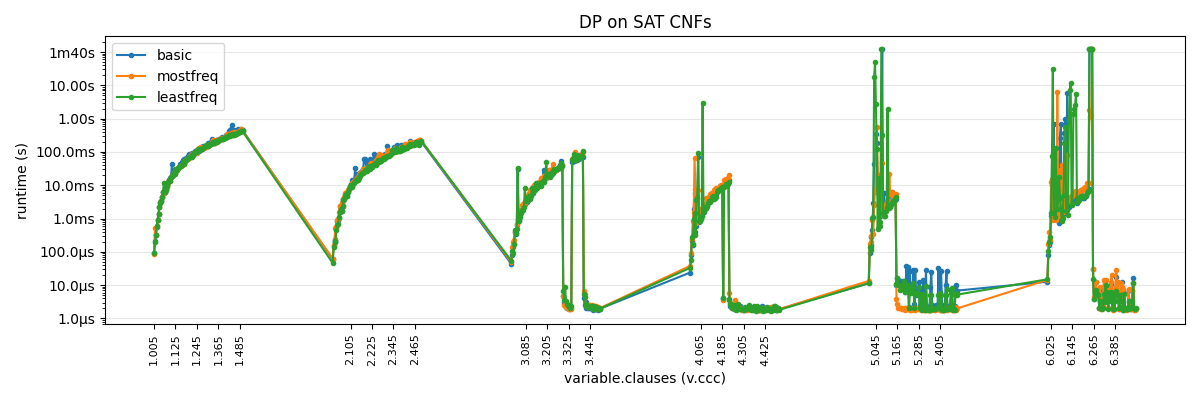 DP on SAT CNFs
runtime (s)
1m40s
10.00s
1.00s
100.0ms
10.0ms
1.0ms
100.0µs
10.0µs
1.0µs
basic
mostfreq
leastfreq
1.005
1.125
1.245
1.365
1.485
2.105
2.225
2.345
2.465
3.085
3.205
3.325
3.445
4.065
4.185
4.305
4.425
5.045
5.165
5.285
5.405
6.025
6.145
6.265
6.385
variable.clauses (v.ccc)